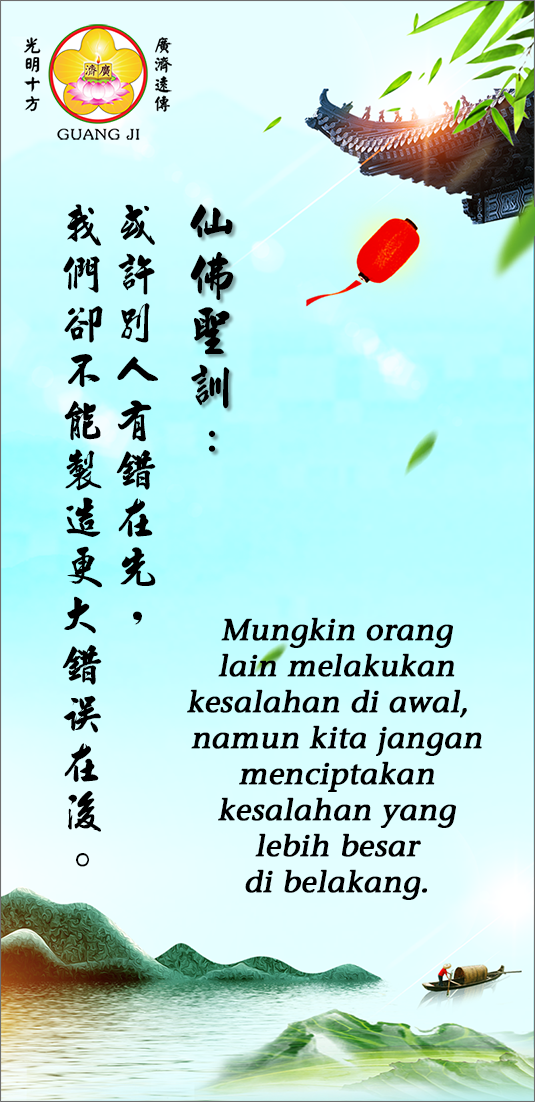 廣濟遠傳
光明十方
廣濟
GUANG JI
仙佛聖訓：
或許別人有錯在先，
我們卻不能製造更大錯误在後。
Mungkin orang
lain melakukan
kesalahan di awal,
namun kita jangan
menciptakan
kesalahan yang
lebih besar
di belakang.